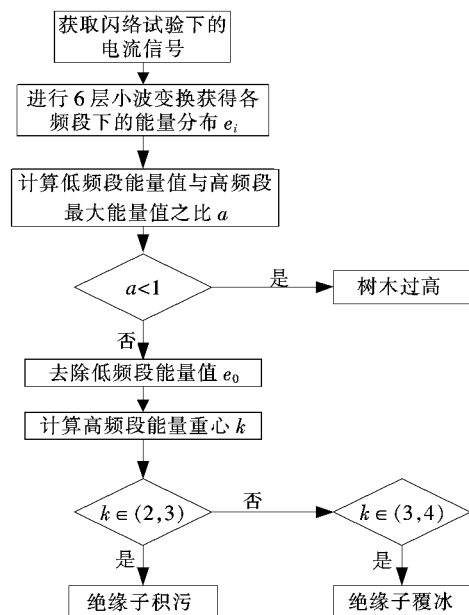 获取闪络试验下的
电流信号
进行6层小波变换获得各
频段下的能量分布 e_i
计算低频段能量值与高频段
最大能量值之比 a
a<1
是
树木过高
否
去除低频段能量值 e_0
计算高频段能量重心 k
k∈(2,3)
否
k∈(3,4)
是
是
绝缘子积污
绝缘子覆冰